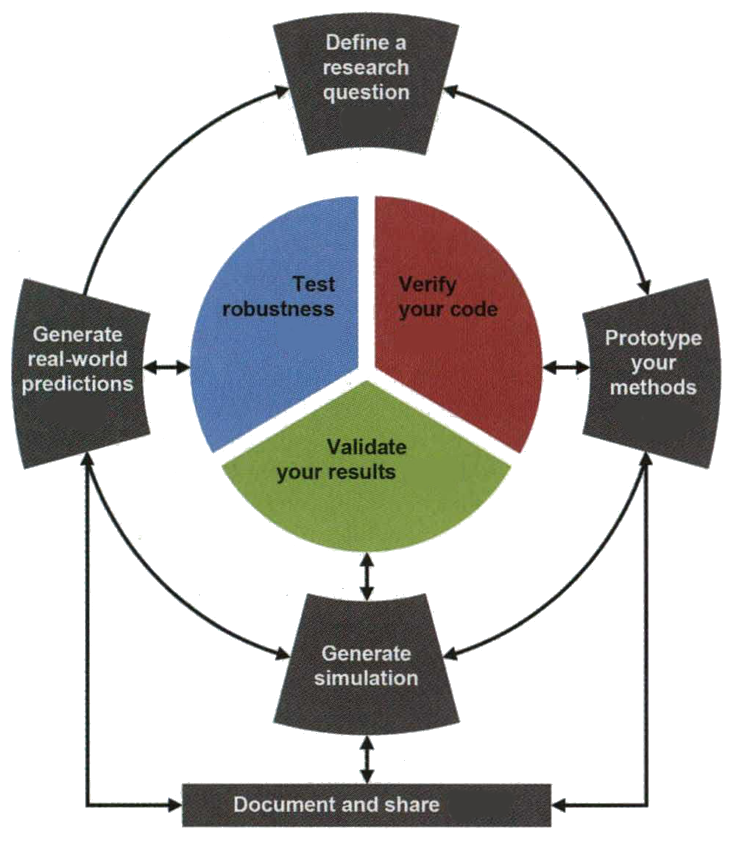 Define a
research
question
Test
robustness
Verify
your code
Generate
real-world
predictions
Prototype
your
methods
Validate
your results
Generate
simulation
Document and share